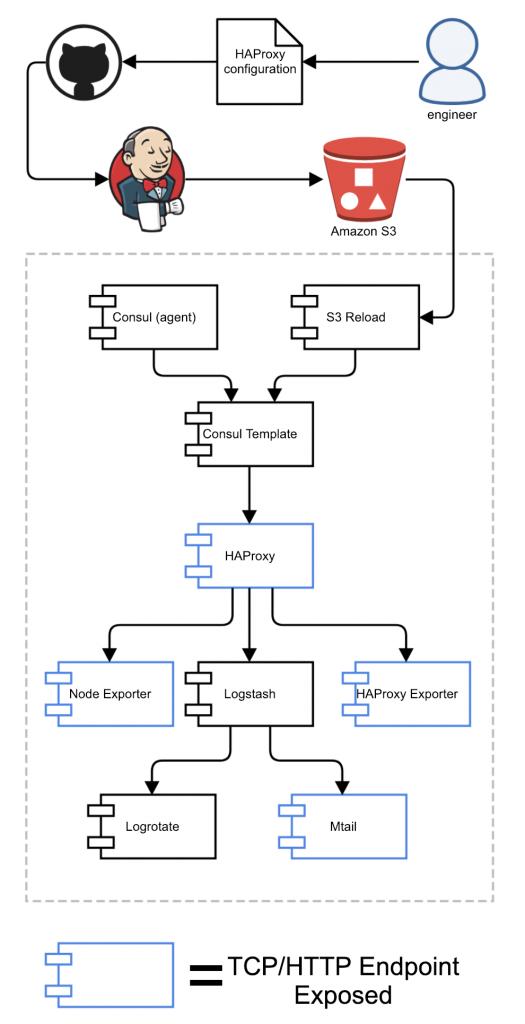 HAProxy
configuration
engineer
Amazon S3
Consul (agent)
S3 Reload
Consul Template
HAProxy
Node Exporter
Logstash
HAProxy Exporter
Logrotate
Mtail
= TCP/HTTP Endpoint
Exposed